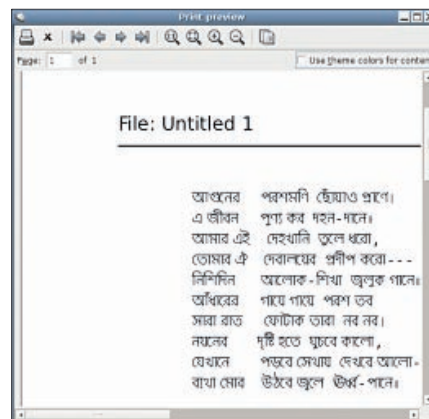 Print preview
Page: 1 of 1 Use theme colors for conten
File: Untitled 1
আগুনের পরশমনি ছোঁয়াও প্রাণে।
এ জীবন পুণ্য কর দহন-দানে॥
আমার এই দেহখানি তুলে ধরো,
তোমার ঐ দেবালয়ের প্রদীপ করো---
নিশিদিন আলোক-শিখা জ্বলুক গানে॥
আঁধারের গায়ে গায়ে পরশ তব
সারা রাত ফোটাক তারা নব নব।
নয়নের দৃষ্টি হতে ঘুচবে কালো,
যেখানে পড়বে সেথায় দেখবে আলো-
ব্যথা মোর উঠবে জ্বলে ঊর্ধ্ব-পানে॥